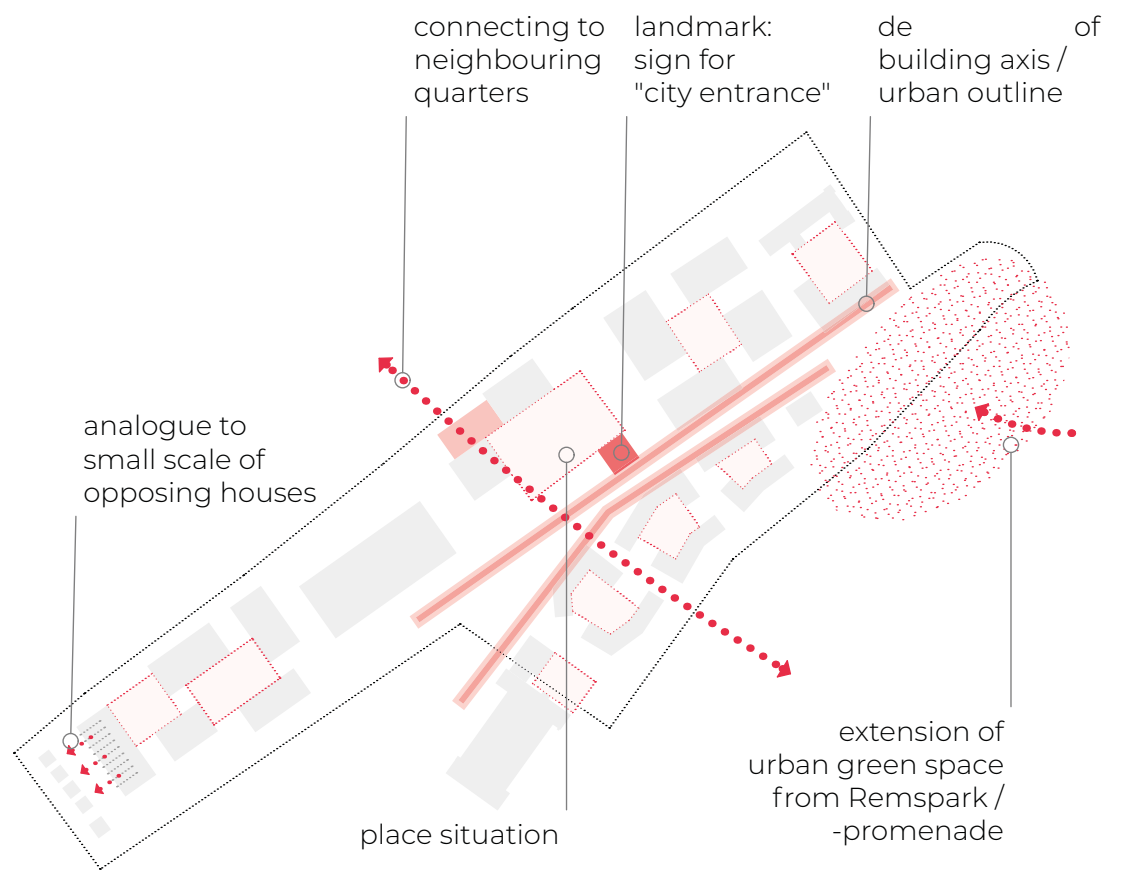 connecting to
neighbouring
quarters
landmark:
sign for
"city entrance"
de of
building axis /
urban outline
analogue to
small scale of
opposing houses
place situation
extension of
urban green space
from Remspark /
-promenade